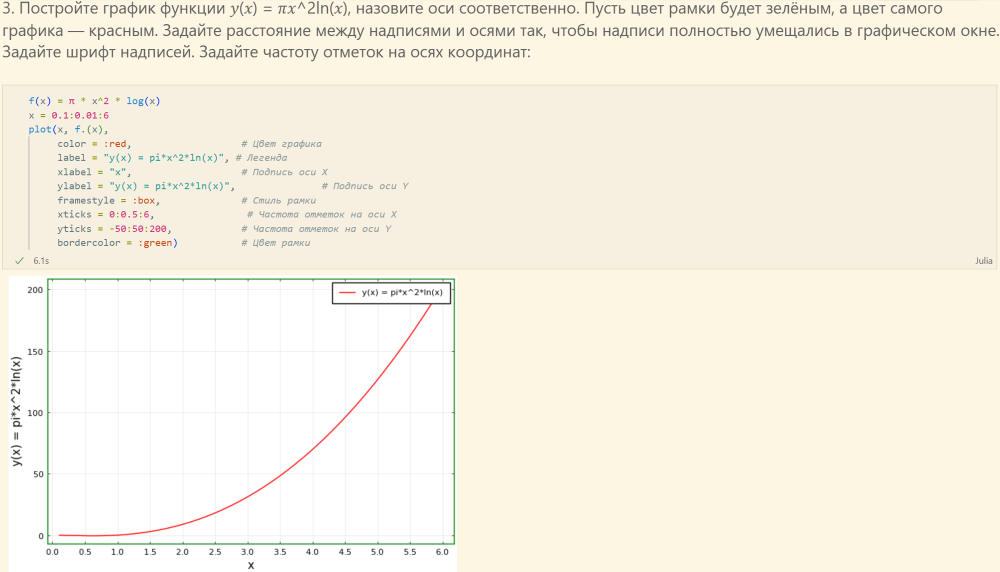 3. Постройте график функции y(x) = πx^2ln(x), назовите оси соответственно. Пусть цвет рамки будет зелёным, а цвет самого
графика — красным. Задайте расстояние между надписями и осями так, чтобы надписи полностью умещались в графическом окне.
Задайте шрифт надписей. Задайте частоту отметок на осях координат:
f(x) = π * x^2 * log(x)
x = 0.1:0.01:6
plot(x, f.(x),
color = :red, # Цвет графика
label = "y(x) = pi*x^2*ln(x)", # Легенда
xlabel = "x", # Подпись оси X
ylabel = "y(x) = pi*x^2*ln(x)", # Подпись оси Y
framestyle = :box, # Стиль рамки
xticks = 0:0.5:6, # Частота отметок на оси X
yticks = -50:50:200, # Частота отметок на оси Y
bordercolor = :green) # Цвет рамки
6.1s Julia
y(x) = pi*x^2*ln(x)
200
150
100
50
0
y(x) = pi*x^2*ln(x)
0.0 0.5 1.0 1.5 2.0 2.5 3.0 3.5 4.0 4.5 5.0 5.5 6.0
x